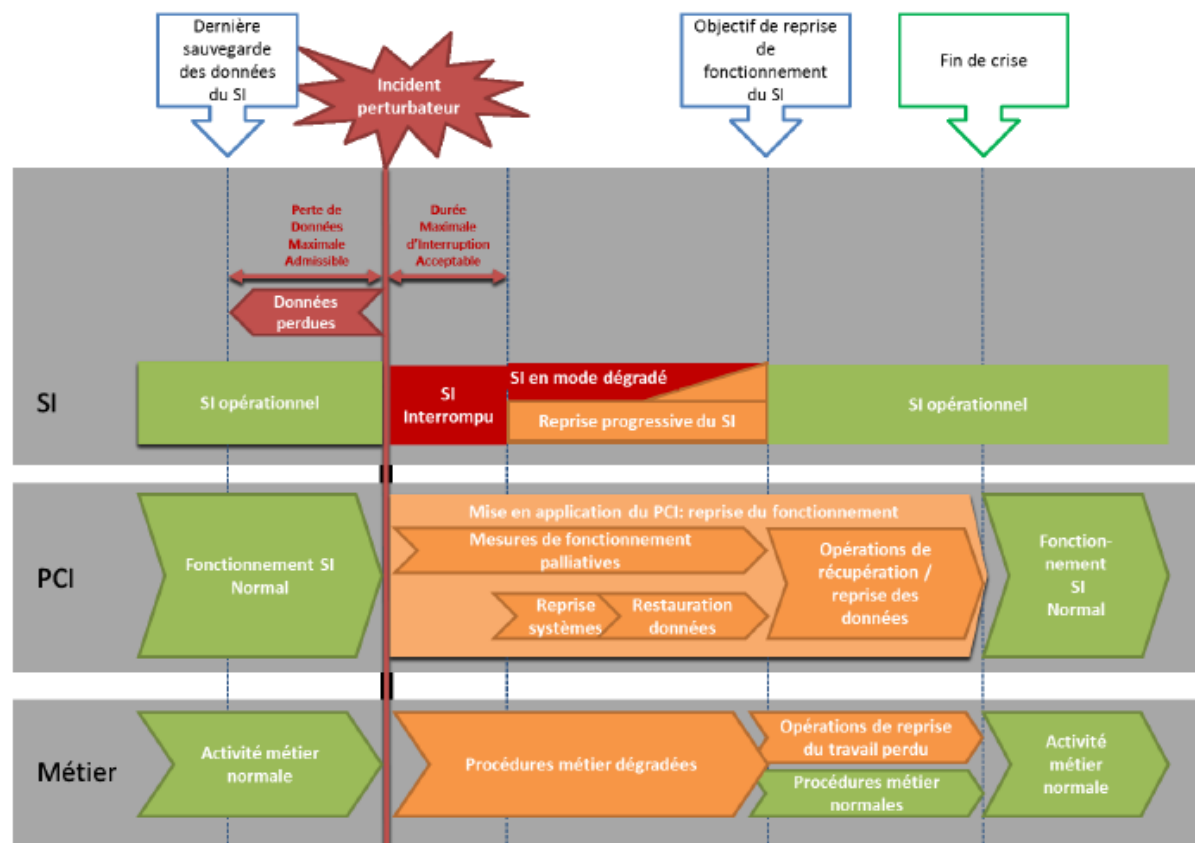 Dernière
sauvegarde
des données
du SI
Incident
perturbateur
Objectif de reprise
de
fonctionnement
du SI
Fin de crise
Perte de
Données
Maximale
Admissible
Durée
Maximale
d'Interruption
Acceptable
Données
perdues
SI
SI opérationnel
SI
Interrompu
SI en mode dégradé
Reprise progressive du SI
SI opérationnel
PCI
Fonctionnement SI
Normal
Mise en application du PCI: reprise du fonctionnement
Mesures de fonctionnement
palliatives
Reprise
systèmes
Restauration
données
Opérations de
récupération /
reprise des
données
Fonction-
nement
SI
Normal
Métier
Activité métier
normale
Procédures métier dégradées
Opérations de reprise
du travail perdu
Procédures métier
normales
Activité
métier
normale